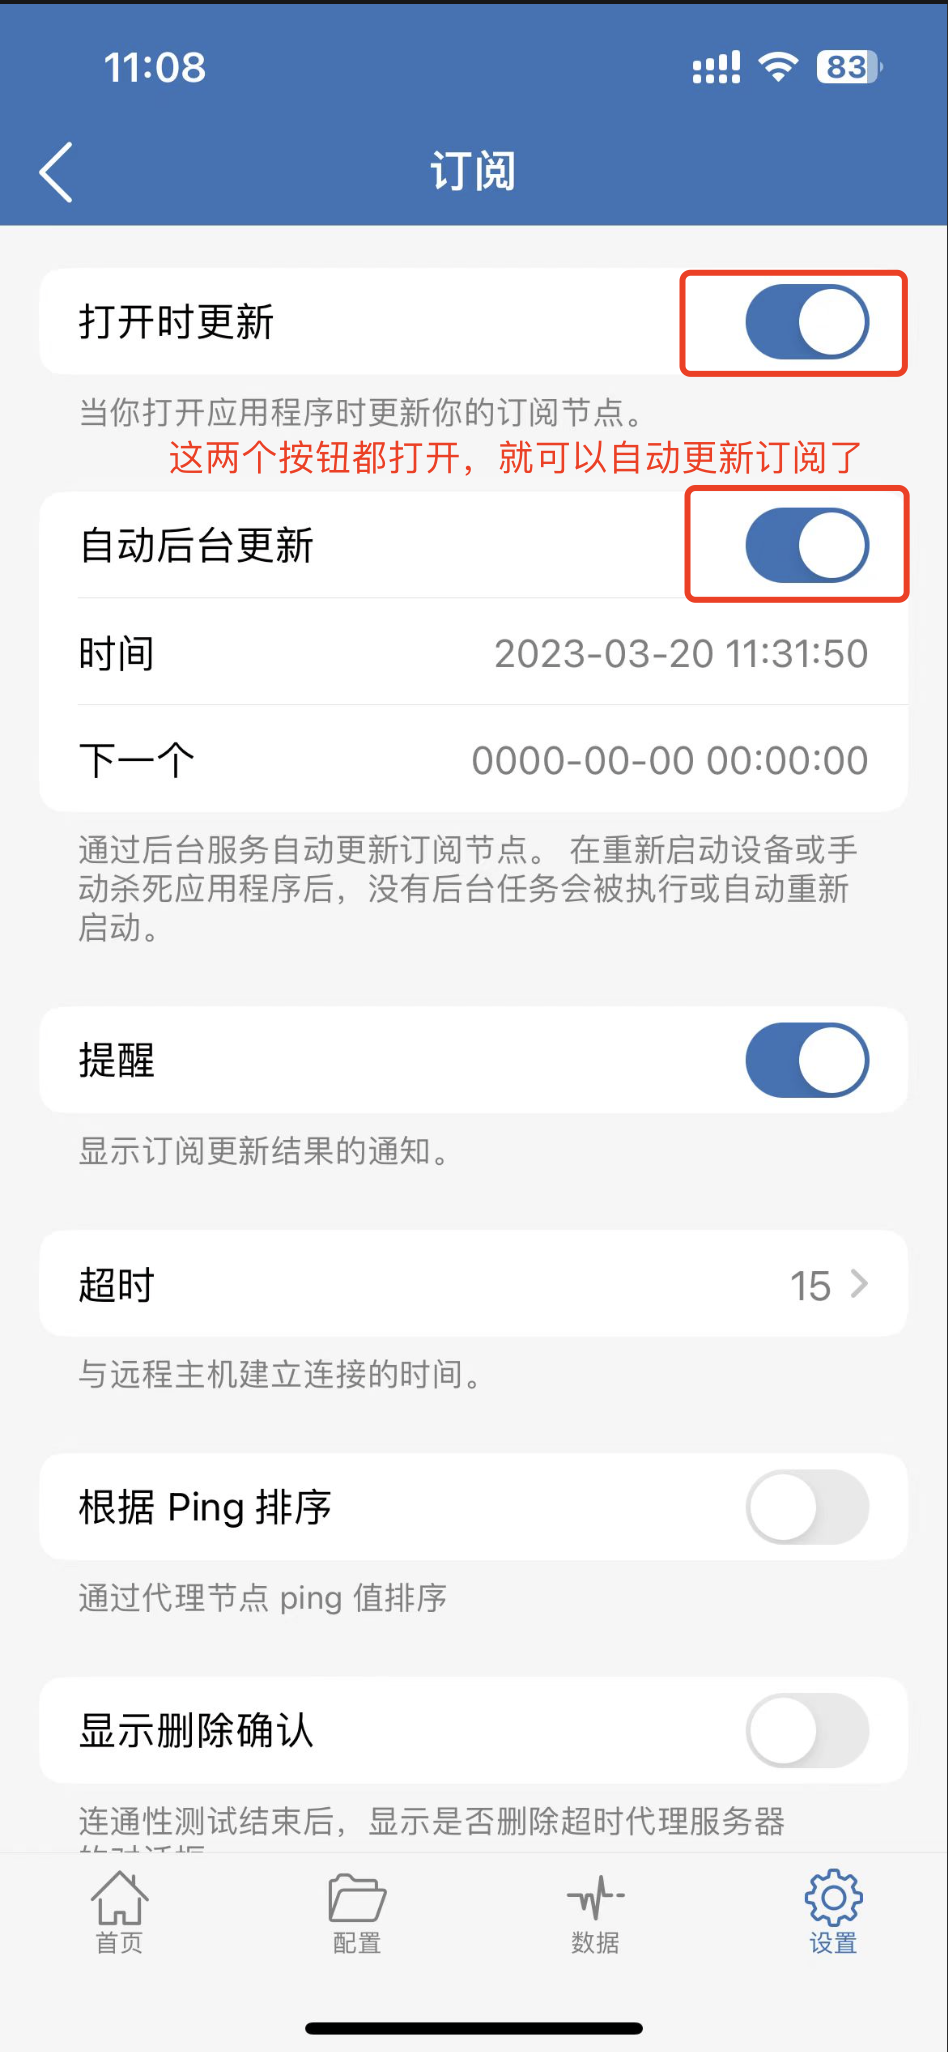 11:08
83
订阅
打开时更新
当你打开应用程序时更新你的订阅节点。
这两个按钮都打开，就可以自动更新订阅了
自动后台更新
时间 2023-03-20 11:31:50
下一个 0000-00-00 00:00:00
通过后台服务自动更新订阅节点。 在重新启动设备或手
动杀死应用程序后，没有后台任务会被执行或自动重新
启动。
提醒
显示订阅更新结果的通知。
超时 15
与远程主机建立连接的时间。
根据 Ping 排序
通过代理节点 ping 值排序
显示删除确认
连通性测试结束后，显示是否删除超时代理服务器
首页 配置 数据 设置